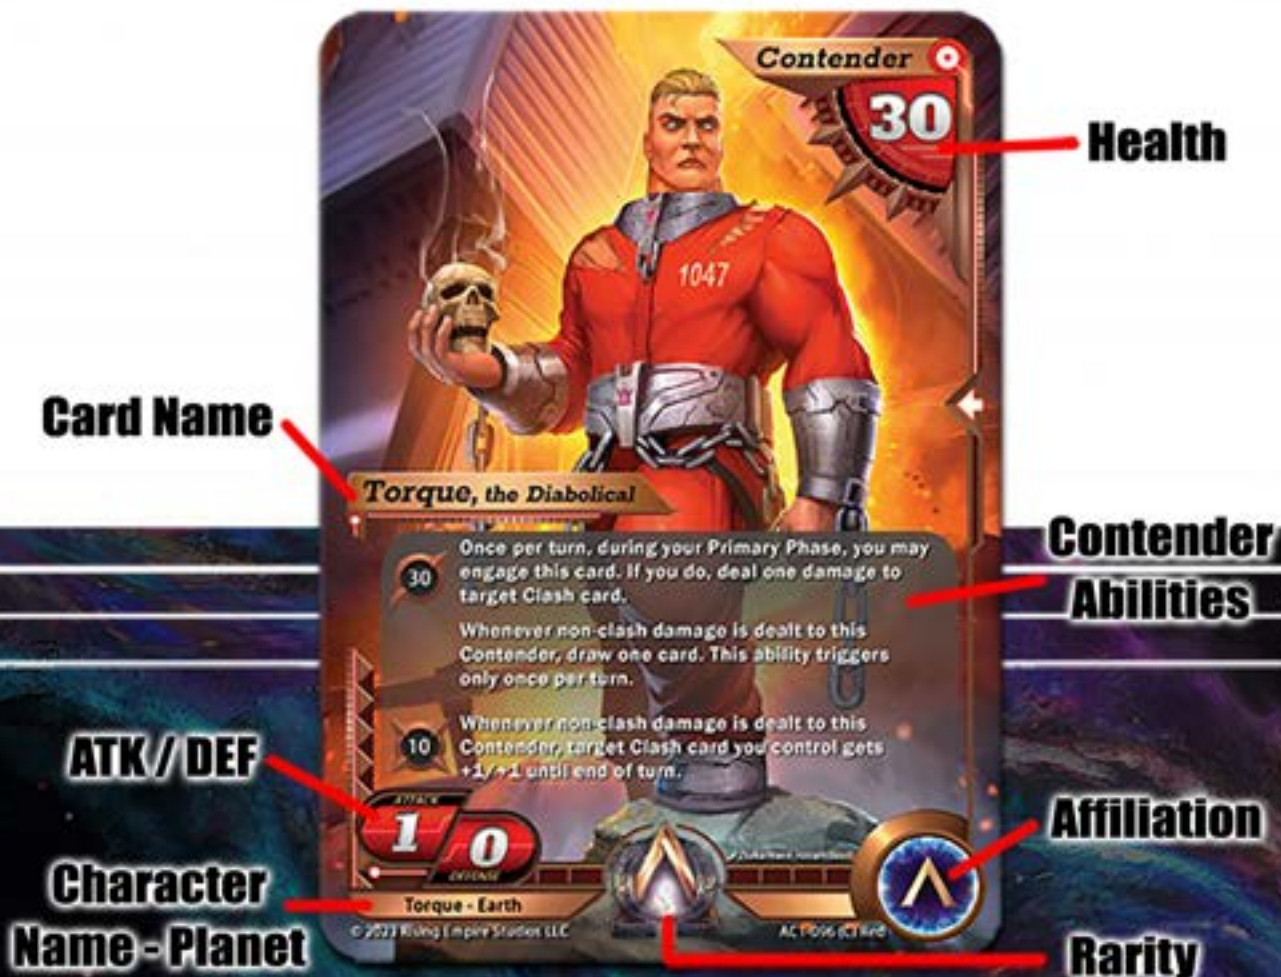 Contender
30
Health
1047
Card Name
Torque, the Diabolical
30
Once per turn, during your Primary Phase, you may
engage this card. If you do, deal one damage to
target Clash card.
Whenever non-clash damage is dealt to this
Contender, draw one card. This ability triggers
only once per turn.
10
Whenever non-clash damage is dealt to this
Contender, target Clash card you control gets
+1/+1 until end of turn.
Contender
Abilities
ATK / DEF
ATTACK
1
0
DEFENSE
Affiliation
Character
Name - Planet
Torque - Earth
© 2023 Rising Empire Studios LLC
AC1-096 (C) Red
Rarity